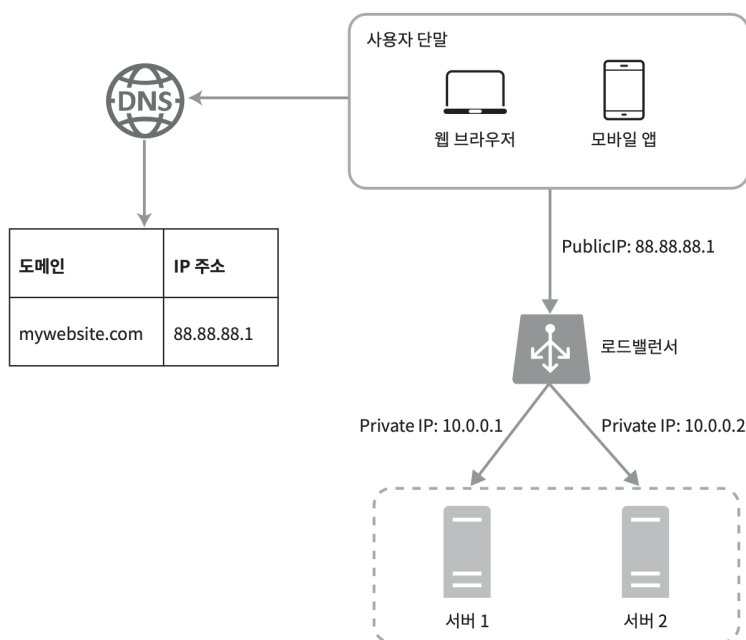 사용자 단말
DNS
웹 브라우저
모바일 앱
PublicIP: 88.88.88.1
도메인
IP 주소
mywebsite.com
88.88.88.1
로드밸런서
Private IP: 10.0.0.1
Private IP: 10.0.0.2
서버 1
서버 2